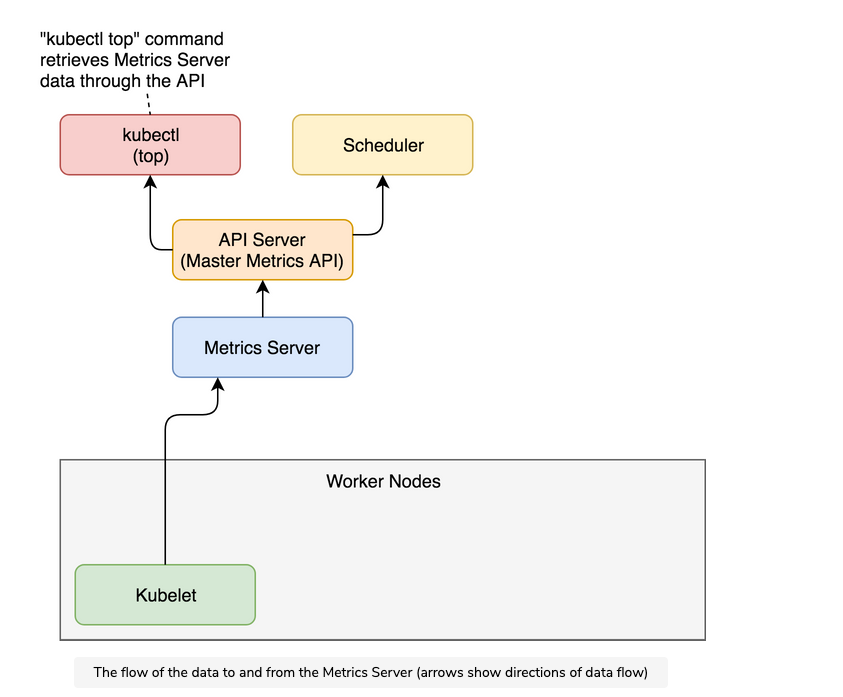 "kubectl top" command
retrieves Metrics Server
data through the API
kubectl
(top)
Scheduler
API Server
(Master Metrics API)
Metrics Server
Worker Nodes
Kubelet
The flow of the data to and from the Metrics Server (arrows show directions of data flow)